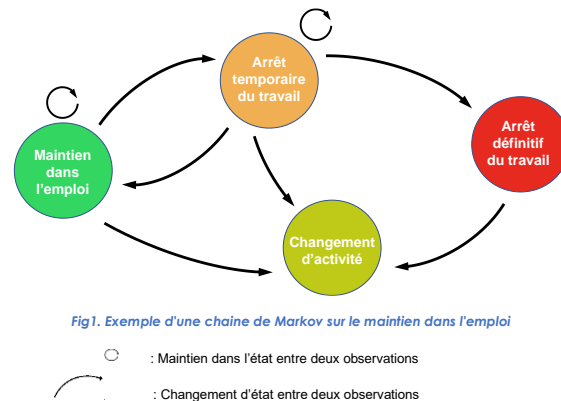 Arrêt
temporaire
du travail
Maintien
dans
l'emploi
Arrêt
définitif
du travail
Changement
d'activité
Fig1. Exemple d'une chaine de Markov sur le maintien dans l'emploi
: Maintien dans l'état entre deux observations
: Changement d'état entre deux observations